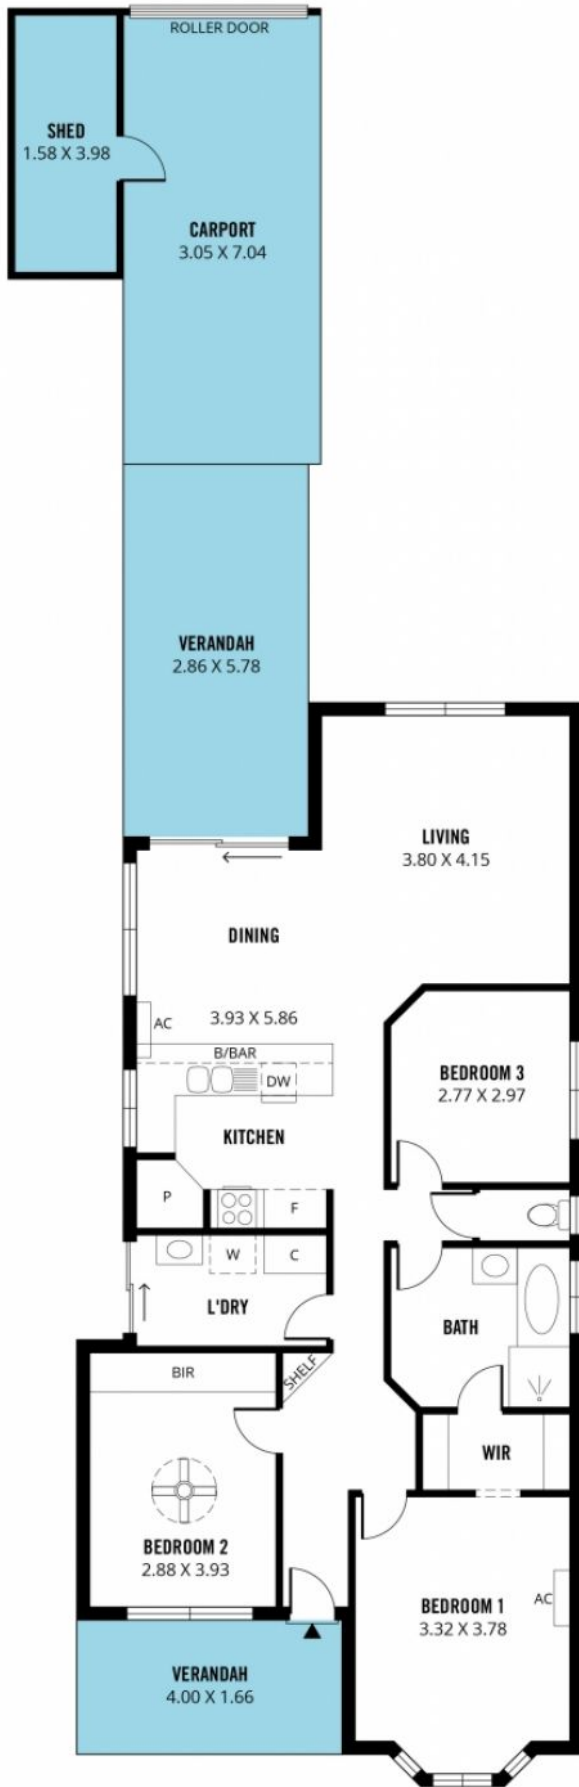 ROLLER DOOR
SHED
1.58 X 3.98
CARPORT
3.05 X 7.04
VERANDAH
2.86 X 5.78
LIVING
3.80 X 4.15
DINING
3.93 X 5.86
AC
B/BAR
DW
BEDROOM 3
2.77 X 2.97
KITCHEN
P
F
W
C
L'DRY
BATH
SHELF
BIR
WIR
BEDROOM 2
2.88 X 3.93
AC
BEDROOM 1
3.32 X 3.78
VERANDAH
4.00 X 1.66